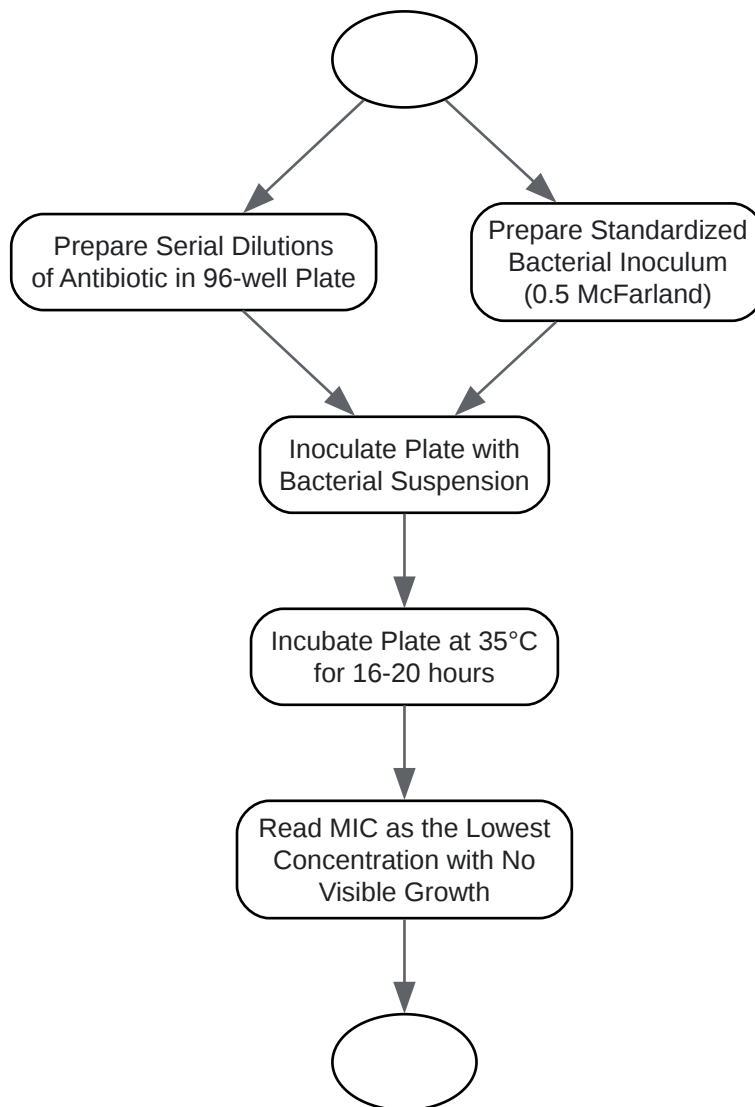 Prepare Serial Dilutions
of Antibiotic in 96-well Plate
Prepare Standardized
Bacterial Inoculum
(0.5 McFarland)
Inoculate Plate with
Bacterial Suspension
Incubate Plate at 35°C
for 16-20 hours
Read MIC as the Lowest
Concentration with No
Visible Growth